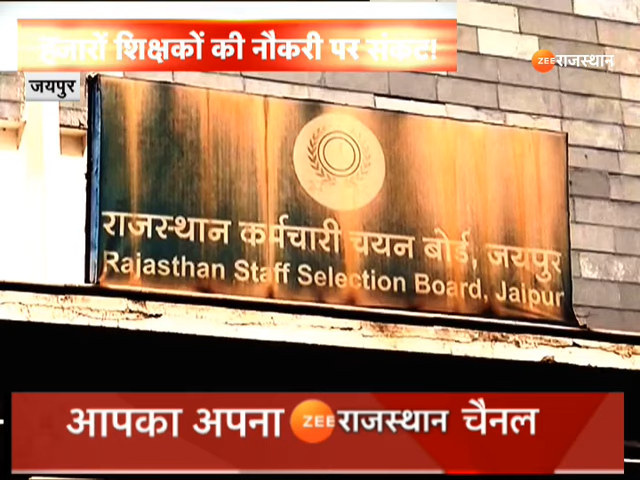 हजारों शिक्षकों की नौकरी पर संकट!
ZEE राजस्थान
जयपुर
राजस्थान कर्मचारी चयन बोर्ड, जयपुर
Rajasthan Staff Selection Board, Jaipur
आपका अपना ZEE राजस्थान चैनल